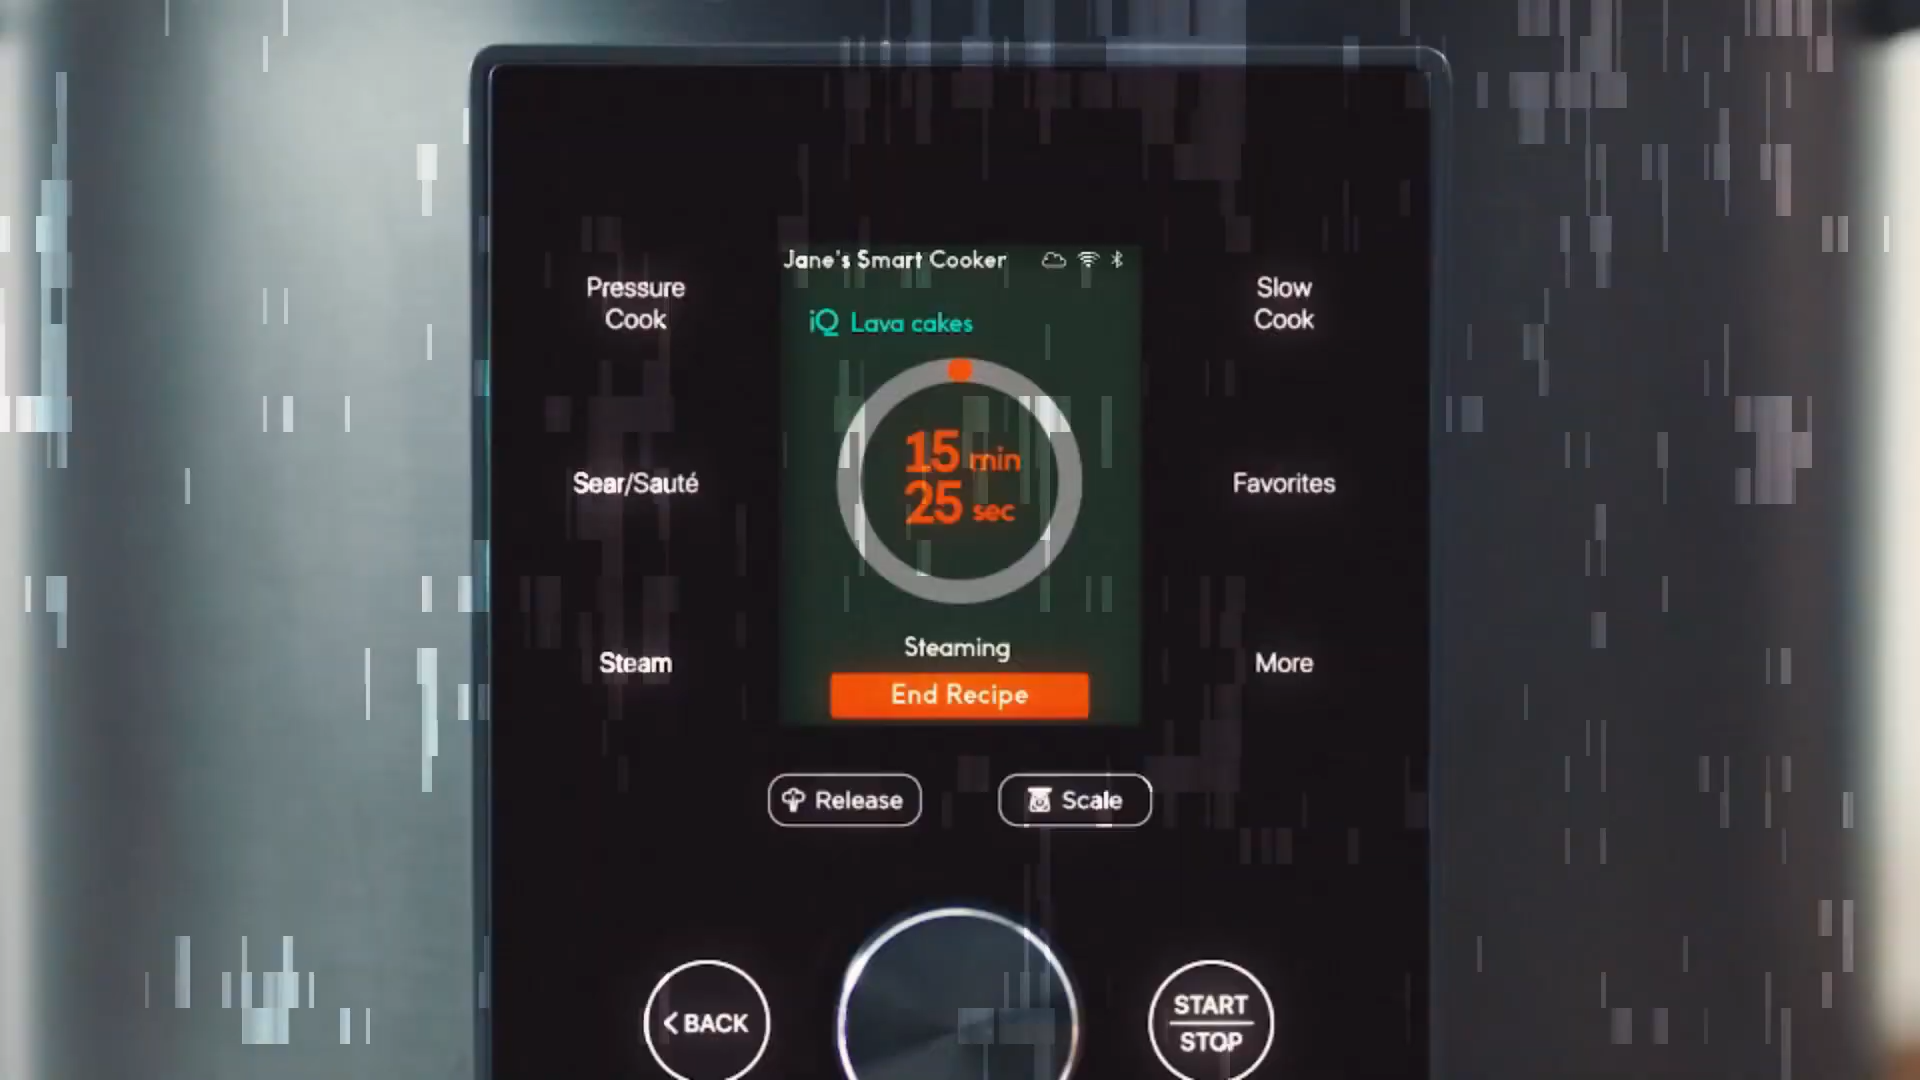 Jane's Smart Cooker
iQ Lava cakes
15 min
25 sec
Steaming
End Recipe
Pressure
Cook
Sear/Sauté
Steam
Slow
Cook
Favorites
More
Release
Scale
< BACK
START
STOP